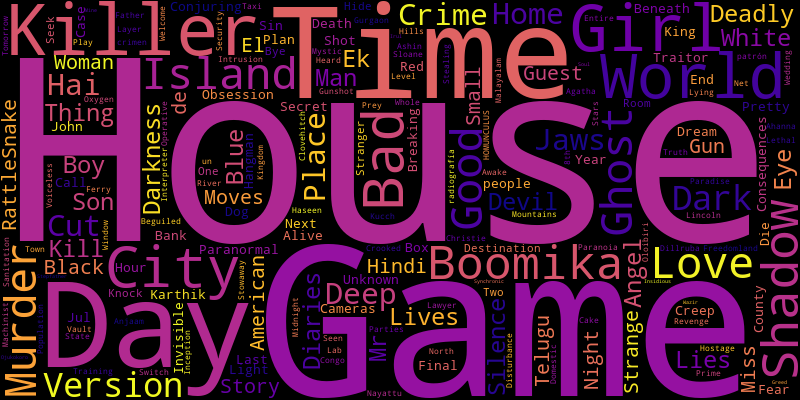 Killer
Time
Girl
House
Day
Game
World
City
Island
Boomika
Shadow
Murder
Version
Love
Dark
Ghost
Good
Bad
Crime
Home
Deadly
White
Jaws
Devil
Place
Darkness
Blue
Moves
Man
Ek
El
Guest
Small
Secret
Obsession
Conjuring
Sin
Plan
Bye
Death
Shot
Red
Heard
Level
Gunshot
Hide
Beneath
King
Traitor
End
Lying
Net
Pretty
Room
Dream
Gun
Truth
Paradise
Lincoln
Consequences
Eye
Die
Woman
Hai
Thing
John
Oxygen
Boy
Son
Call
Ferry
Cut
Kill
Window
Black
Town
Hour
Knock
Karthik
Bank
Paranormal
Alive
Next
Beguiled
Haseen
Clovehitch
Stranger
Breaking
Prey
Whole
One
River
un
Kingdom
Hangman
Dog
Interpreter
Operative
RattleSnake
Voiceless
de
Case
Seek
Tomorrow
Father
Layer
Play
Welcome
Taxi
Security
Intrusion
Mystic
Hills
Ashin
Sloane
Stealing
Malayalam
Agatha
HOMUNCULUS
Stars
Year
people
Awake
Mountains
radiografia
Entire
patrón
Wedding
Angel
Paranoia
Destination
Box
Crooked
Christie
Hindi
Unknown
Deep
Cameras
Diaries
American
Stowaway
Inception
Invisible
Last
Light
Story
Switch
Training
Jul
Vault
State
Machinist
Sanitation
Midnight
Seen
Lab
Congo
Mr
Parties
Lives
Lawyer
North
Final
Nayattu
Two
Synchronic
Silence
Disturbance
Cake
Telugu
Domestic
Night
Strange
Insidious
Wazir
Creep
Revenge
County
Lies
Hostage
Prime
Miss
Fear
Greed